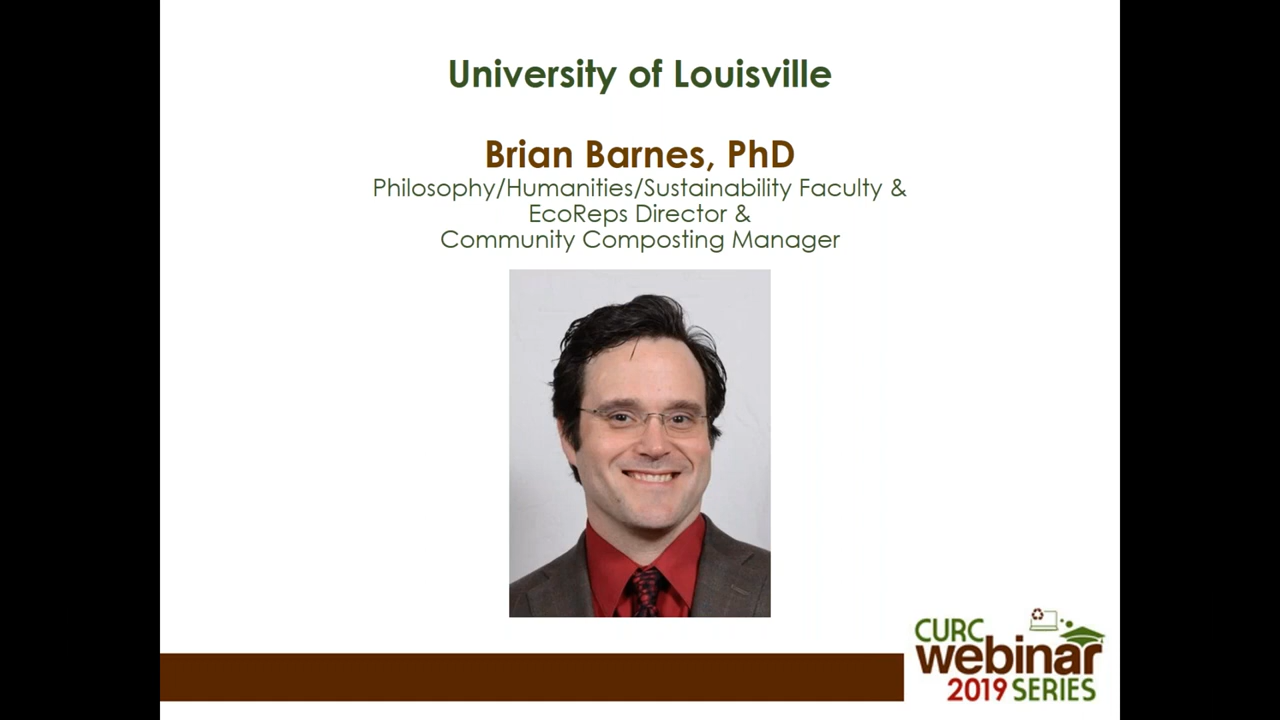 University of Louisville
Brian Barnes, PhD
Philosophy/Humanities/Sustainability Faculty &
EcoReps Director &
Community Composting Manager
CURC
webinar
2019 SERIES